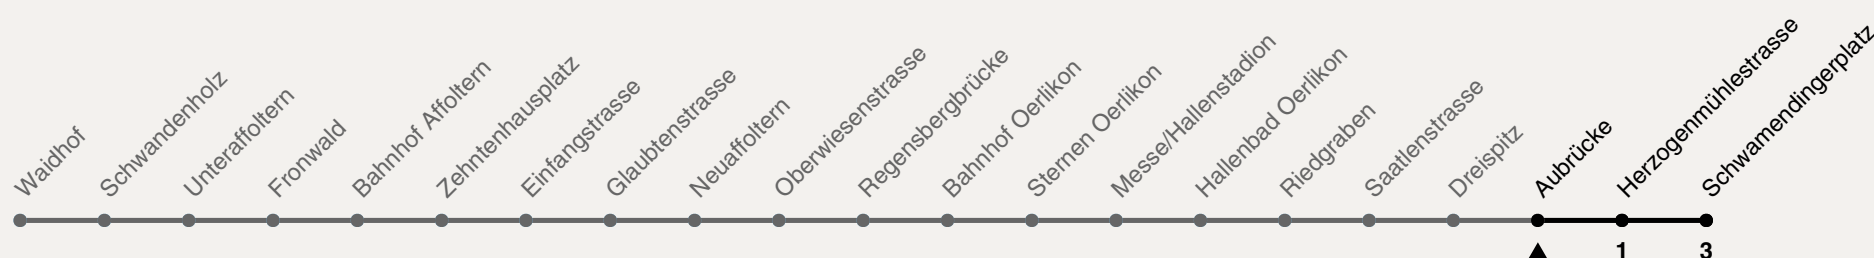 Waidhof
Schwandenholz
Unteraffoltern
Fronwald
Bahnhof Affoltern
Zehntenhausplatz
Einfangstrasse
Glaubtenstrasse
Neuaffoltern
Oberwiesenstrasse
Regensbergbrücke
Bahnhof Oerlikon
Sternen Oerlikon
Messe/Hallenstadion
Hallenbad Oerlikon
Riedgraben
Saatlenstrasse
Dreispitz
Aubrücke
Herzogenmühlestrasse
Schwamendingerplatz
1 3